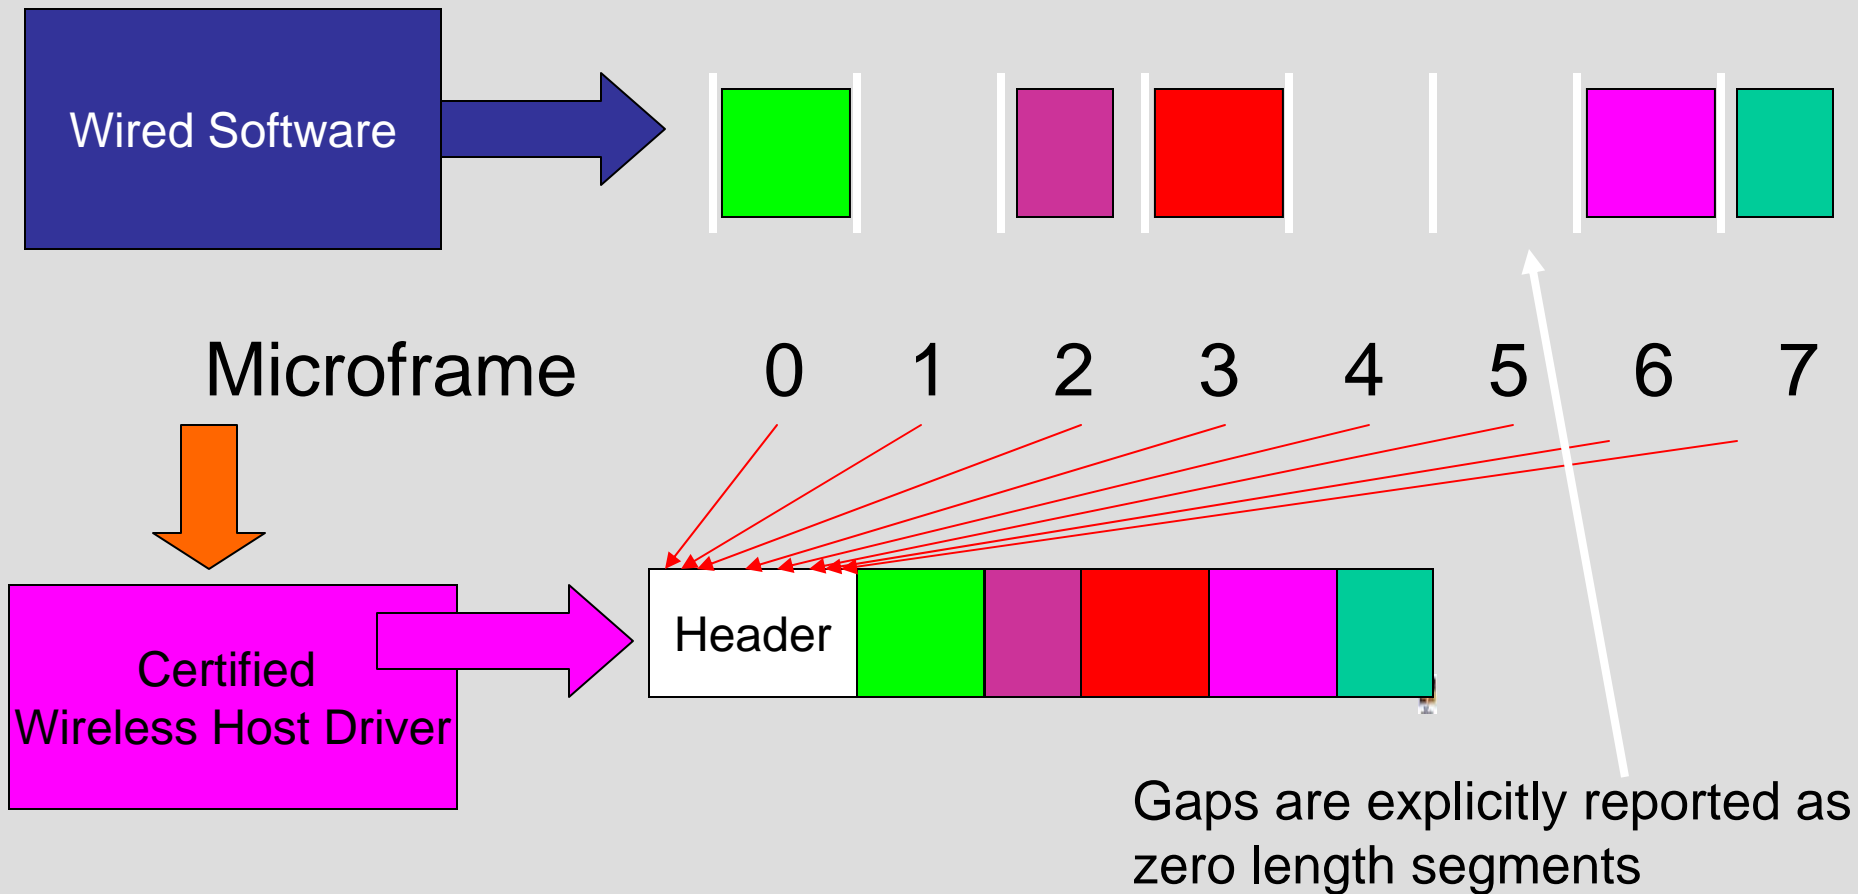 Wired Software
Microframe 0 1 2 3 4 5 6 7
Header
Certified
Wireless Host Driver
Gaps are explicitly reported as
zero length segments